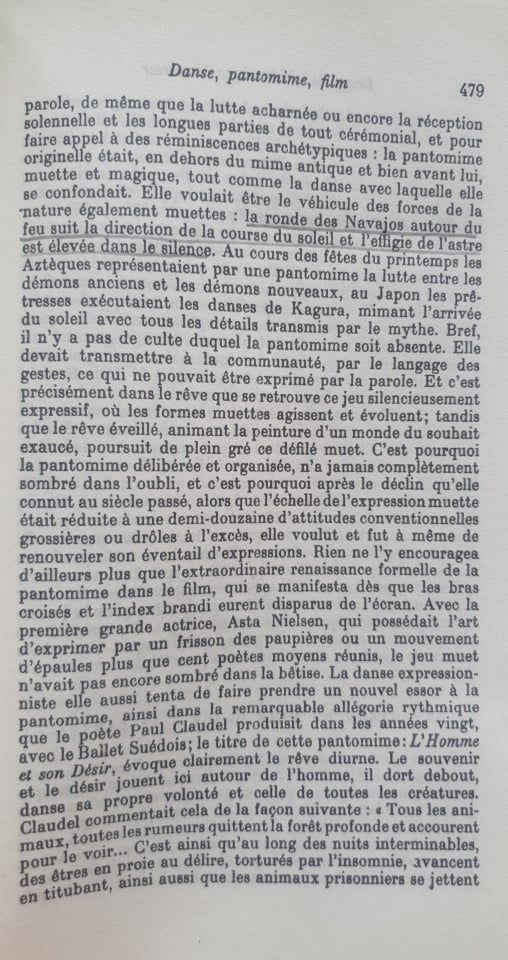 Danse, pantomime, film
479
parole, de même que la lutte acharnée ou encore la réception
solennelle et les longues parties de tout cérémonial, et pour
faire appel à des réminiscences archétypiques : la pantomime
originelle était, en dehors du mime antique et bien avant lui,
muette et magique, tout comme la danse avec laquelle elle
se confondait. Elle voulait être le véhicule des forces de la
nature également muettes : la ronde des Navajos autour du
feu suit la direction de la course du soleil et l'effigie de l'astre
est élevée dans le silence. Au cours des fêtes du printemps les
Aztèques représentaient par une pantomime la lutte entre les
démons anciens et les démons nouveaux, au Japon les prê-
tresses exécutaient les danses de Kagura, mimant l'arrivée
du soleil avec tous les détails transmis par le mythe. Bref,
il n'y a pas de culte duquel la pantomime soit absente. Elle
devait transmettre à la communauté, par le langage des
gestes, ce qui ne pouvait être exprimé par la parole. Et c'est
précisément dans le rêve que se retrouve ce jeu silencieusement
expressif, où les formes muettes agissent et évoluent; tandis
que le rêve éveillé, animant la peinture d'un monde du souhait
exaucé, poursuit de plein gré ce défilé muet. C'est pourquoi
la pantomime délibérée et organisée, n'a jamais complètement
sombré dans l'oubli, et c'est pourquoi après le déclin qu'elle
connut au siècle passé, alors que l'échelle de l'expression muette
était réduite à une demi-douzaine d'attitudes conventionnelles
grossières ou drôles à l'excès, elle voulut et fut à même de
renouveler son éventail d'expressions. Rien ne l'y encouragea
d'ailleurs plus que l'extraordinaire renaissance formelle de la
pantomime dans le film, qui se manifesta dès que les bras
croisés et l'index brandi eurent disparus de l'écran. Avec la
première grande actrice, Asta Nielsen, qui possédait l'art
d'exprimer par un frisson des paupières ou un mouvement
d'épaules plus que cent poètes moyens réunis, le jeu muet
n'avait pas encore sombré dans la bêtise. La danse expression-
niste elle aussi tenta de faire prendre un nouvel essor à la
pantomime, ainsi dans la remarquable allégorie rythmique
que le poète Paul Claudel produisit dans les années vingt,
avec le Ballet Suédois; le titre de cette pantomime: L'Homme
et son Désir, évoque clairement le rêve diurne. Le souvenir
et le désir jouent ici autour de l'homme, il dort debout,
danse sa propre volonté et celle de toutes les créatures.
Claudel commentait cela de la façon suivante : « Tous les ani-
maux, toutes les rumeurs quittent la forêt profonde et accourent
pour le voir... C'est ainsi qu'au long des nuits interminables,
des êtres en proie au délire, torturés par l'insomnie, avancent
en titubant, ainsi aussi que les animaux prisonniers se jettent